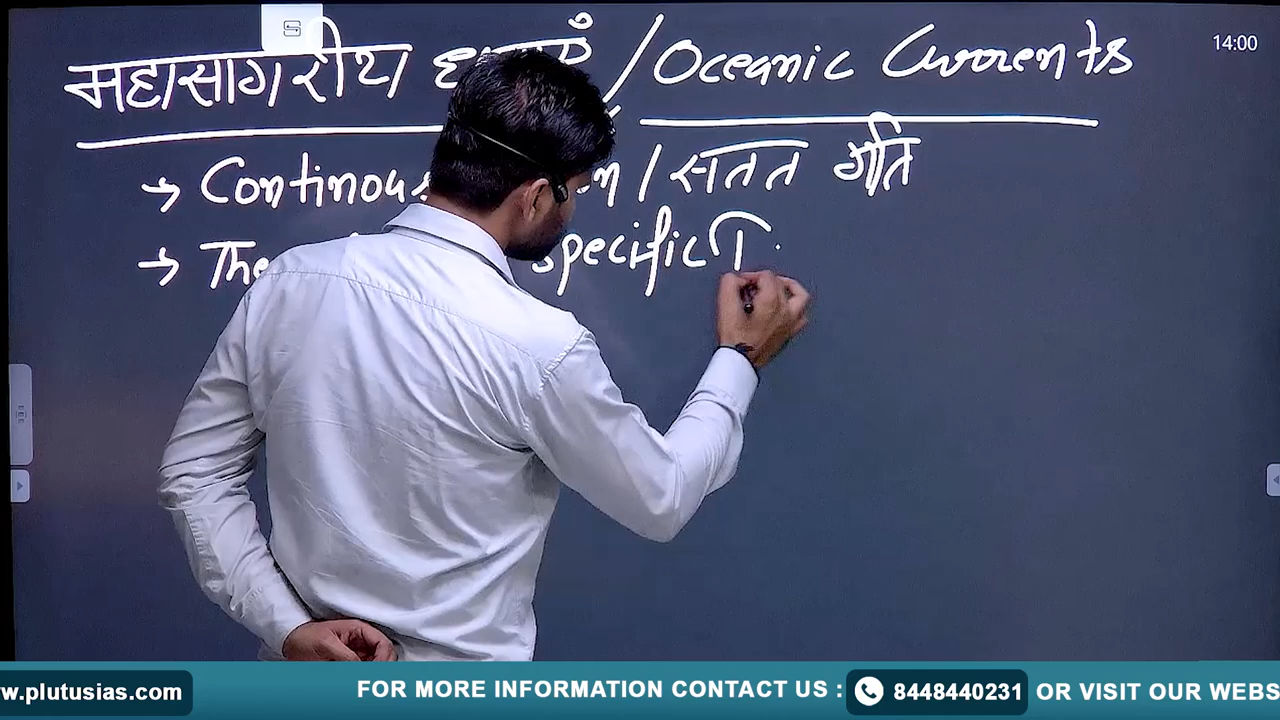 14:00
महासागरीय / Oceanic Currents
→ Continous / सतत गति
→ The specific T
w.plutusias.com FOR MORE INFORMATION CONTACT US : 8448440231 OR VISIT OUR WEBS